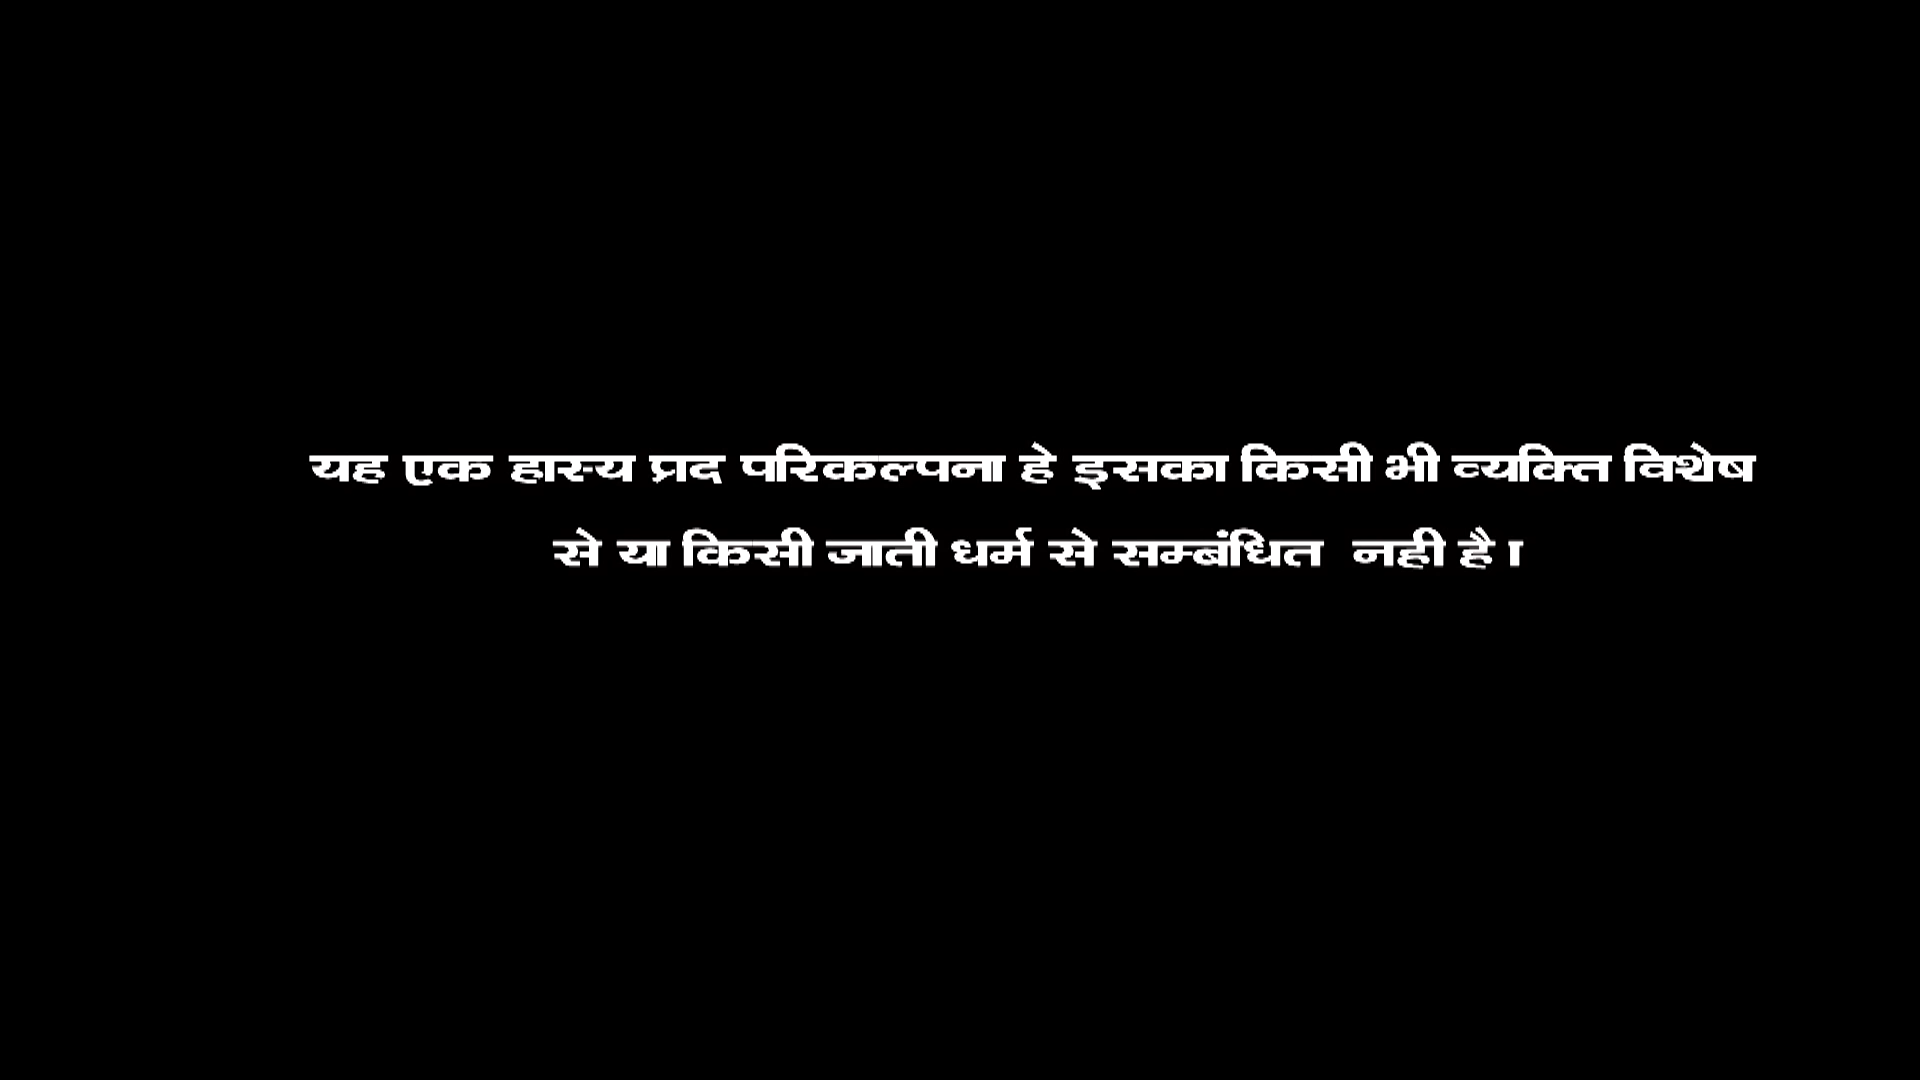 यह एक हास्य प्रद परिकल्पना हे इसका किसी भी व्यक्ति विशेष
से या किसी जाती धर्म से सम्बंधित नही है।